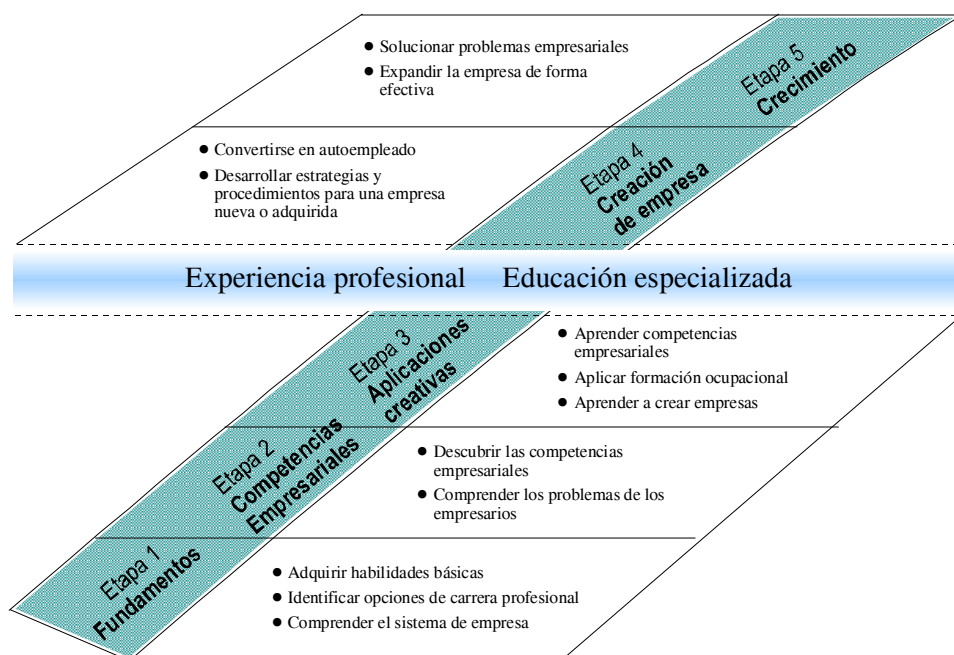 ● Solucionar problemas empresariales
● Expandir la empresa de forma
efectiva
Etapa 5
Crecimiento
● Convertirse en autoempleado
● Desarrollar estrategias y
procedimientos para una empresa
nueva o adquirida
Etapa 4
Creación
de empresa
Experiencia profesional Educación especializada
Etapa 3
Aplicaciones
creativas
● Aprender competencias
empresariales
● Aplicar formación ocupacional
● Aprender a crear empresas
Etapa 2
Competencias
Empresariales
● Descubrir las competencias
empresariales
● Comprender los problemas de los
empresarios
Etapa 1
Fundamentos
● Adquirir habilidades básicas
● Identificar opciones de carrera profesional
● Comprender el sistema de empresa